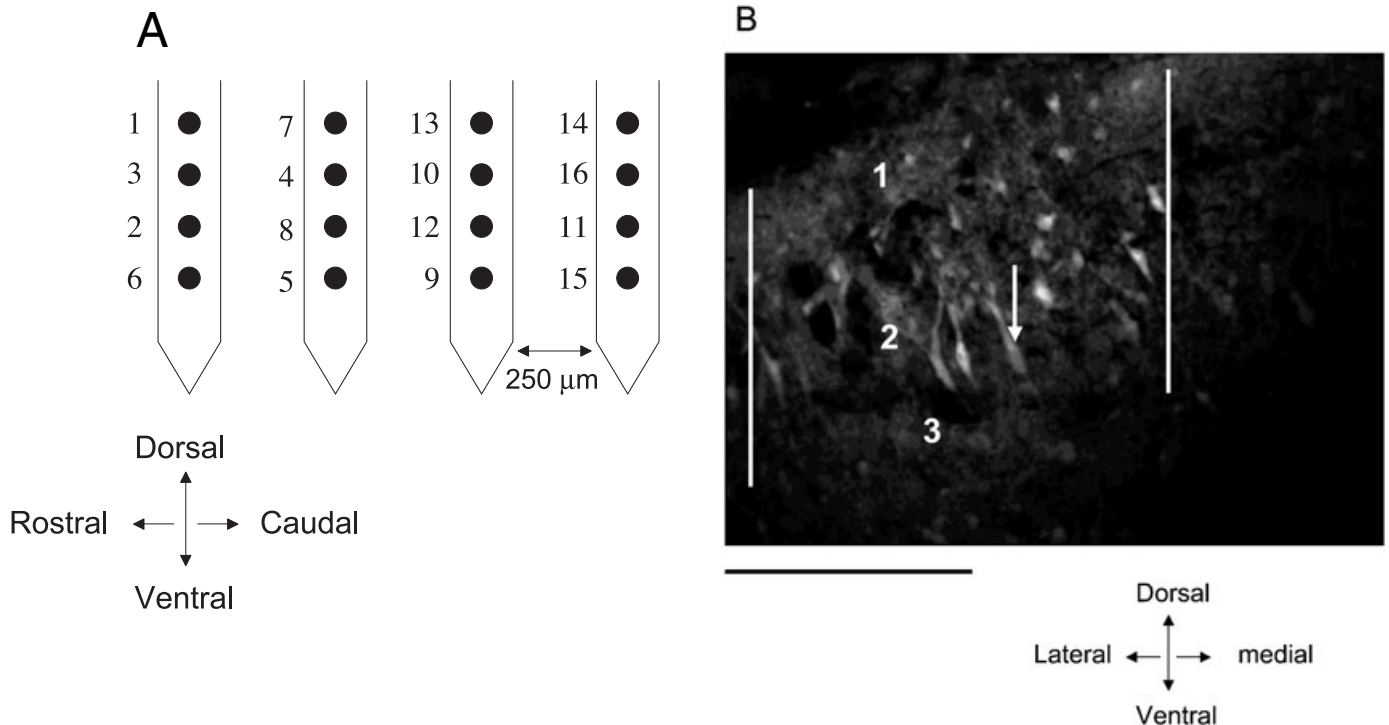 A
1 7 13 14
3 4 10 16
2 8 12 11
6 5 9 15
250 μm
Dorsal
Rostral Caudal
Ventral
B
1
2
3
Dorsal
Lateral medial
Ventral